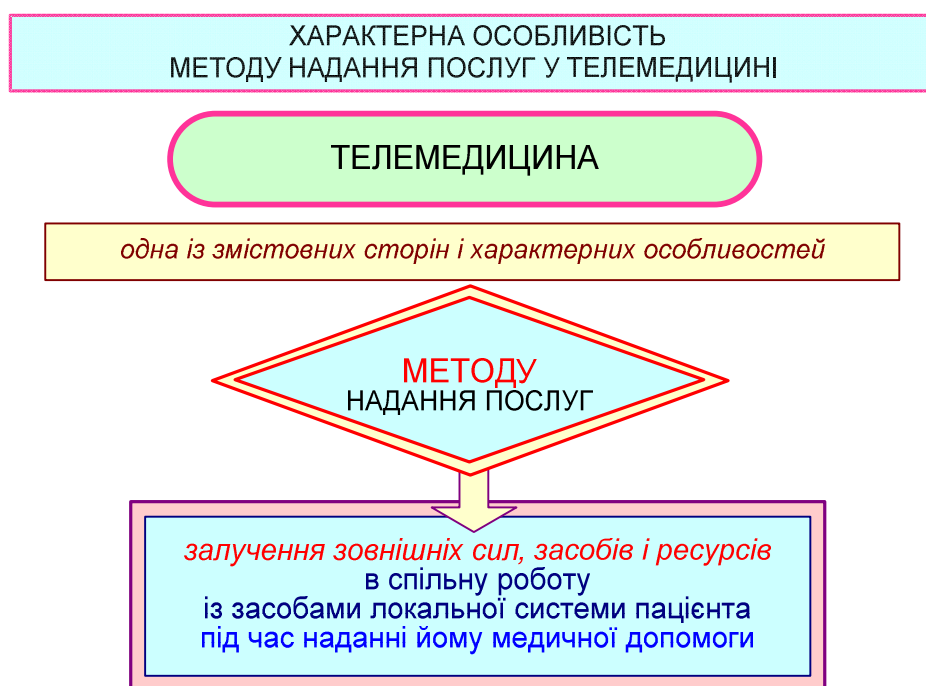 ХАРАКТЕРНА ОСОБЛИВІСТЬ
МЕТОДУ НАДАННЯ ПОСЛУГ У ТЕЛЕМЕДИЦИНІ
ТЕЛЕМЕДИЦИНА
одна із змістовних сторін і характерних особливостей
МЕТОДУ
НАДАННЯ ПОСЛУГ
залучення зовнішніх сил, засобів і ресурсів
в спільну роботу
із засобами локальної системи пацієнта
під час наданні йому медичної допомоги